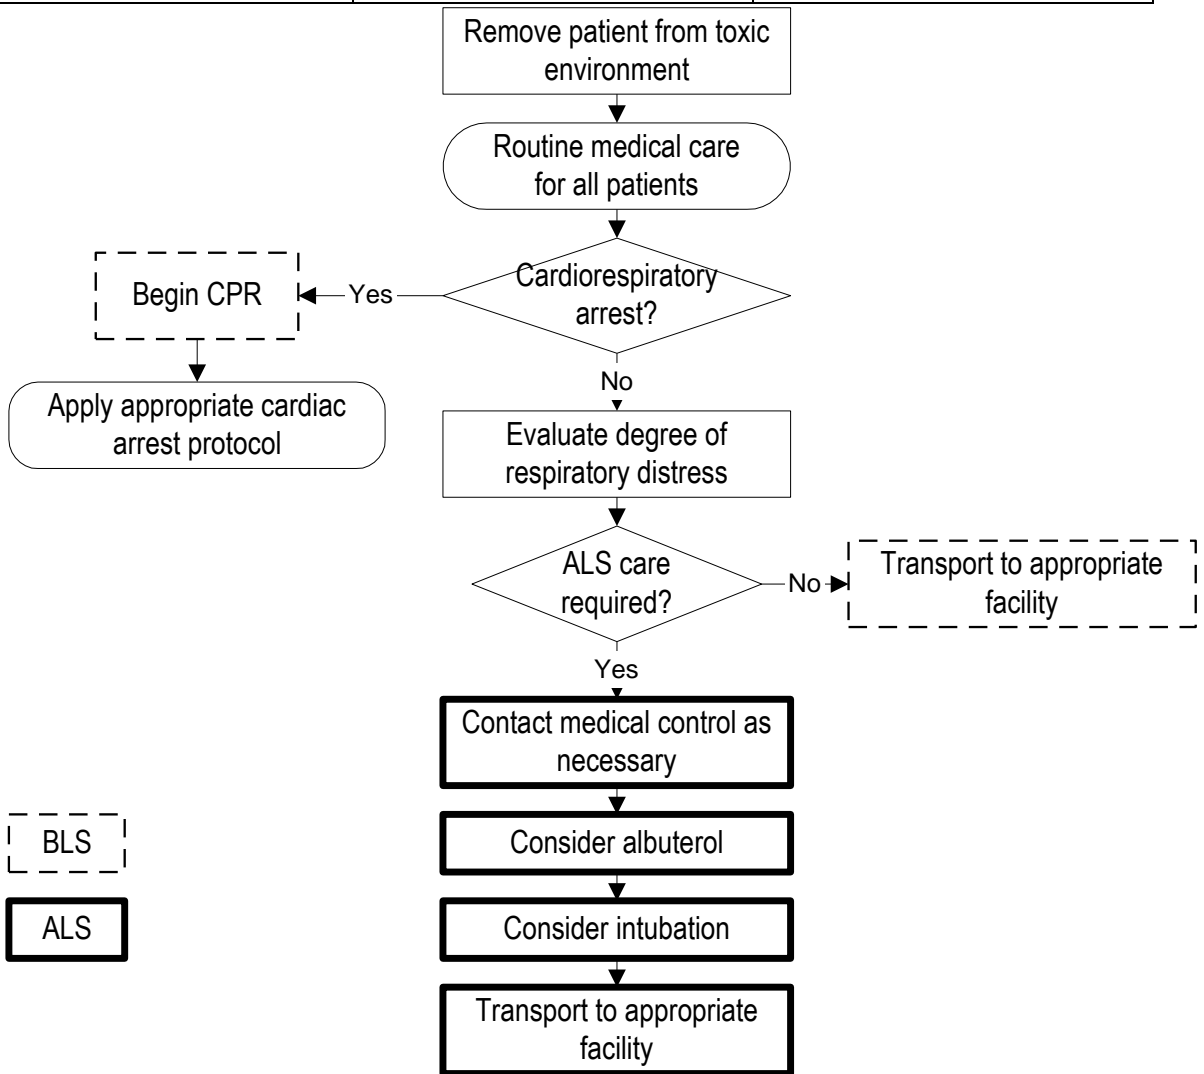 Remove patient from toxic
environment
Routine medical care
for all patients
Cardiorespiratory
arrest?
Yes
Begin CPR
Apply appropriate cardiac
arrest protocol
No
Evaluate degree of
respiratory distress
ALS care
required?
No
Transport to appropriate
facility
Yes
Contact medical control as
necessary
Consider albuterol
Consider intubation
Transport to appropriate
facility
BLS
ALS